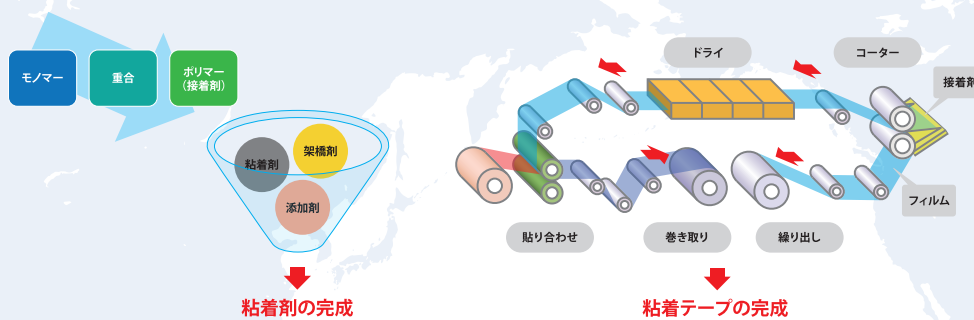 モノマー
重合
ポリマー
（接着剤）
粘着剤
架橋剤
添加剤
粘着剤の完成
ドライ
コーター
接着剤
フィルム
貼り合わせ
巻き取り
繰り出し
粘着テープの完成